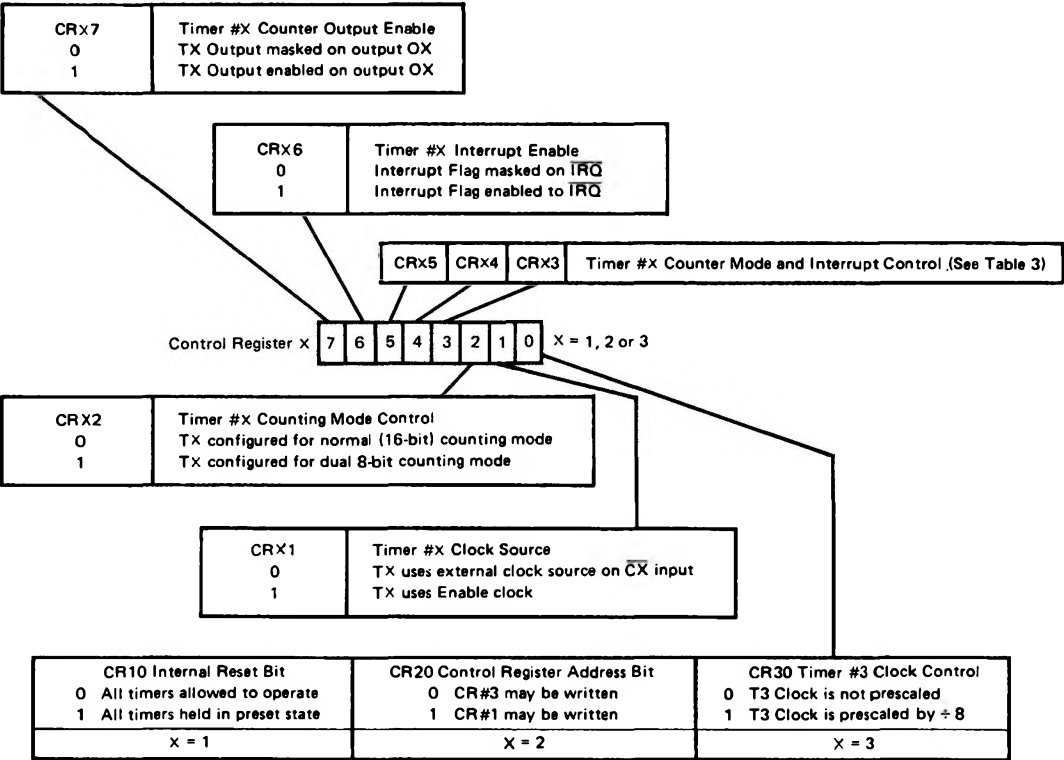 CRX7 Timer #X Counter Output Enable
0 TX Output masked on output OX
1 TX Output enabled on output OX
CRX6 Timer #X Interrupt Enable
0 Interrupt Flag masked on I̅R̅Q̅
1 Interrupt Flag enabled to I̅R̅Q̅
CRX5 CRX4 CRX3 Timer #X Counter Mode and Interrupt Control (See Table 3)
Control Register X 7 6 5 4 3 2 1 0 X = 1, 2 or 3
CRX2 Timer #X Counting Mode Control
0 TX configured for normal (16-bit) counting mode
1 TX configured for dual 8-bit counting mode
CRX1 Timer #X Clock Source
0 TX uses external clock source on C̅X̅ input
1 TX uses Enable clock
CR10 Internal Reset Bit CR20 Control Register Address Bit CR30 Timer #3 Clock Control
0 All timers allowed to operate 0 CR#3 may be written 0 T3 Clock is not prescaled
1 All timers held in preset state 1 CR#1 may be written 1 T3 Clock is prescaled by ÷ 8
X = 1 X = 2 X = 3